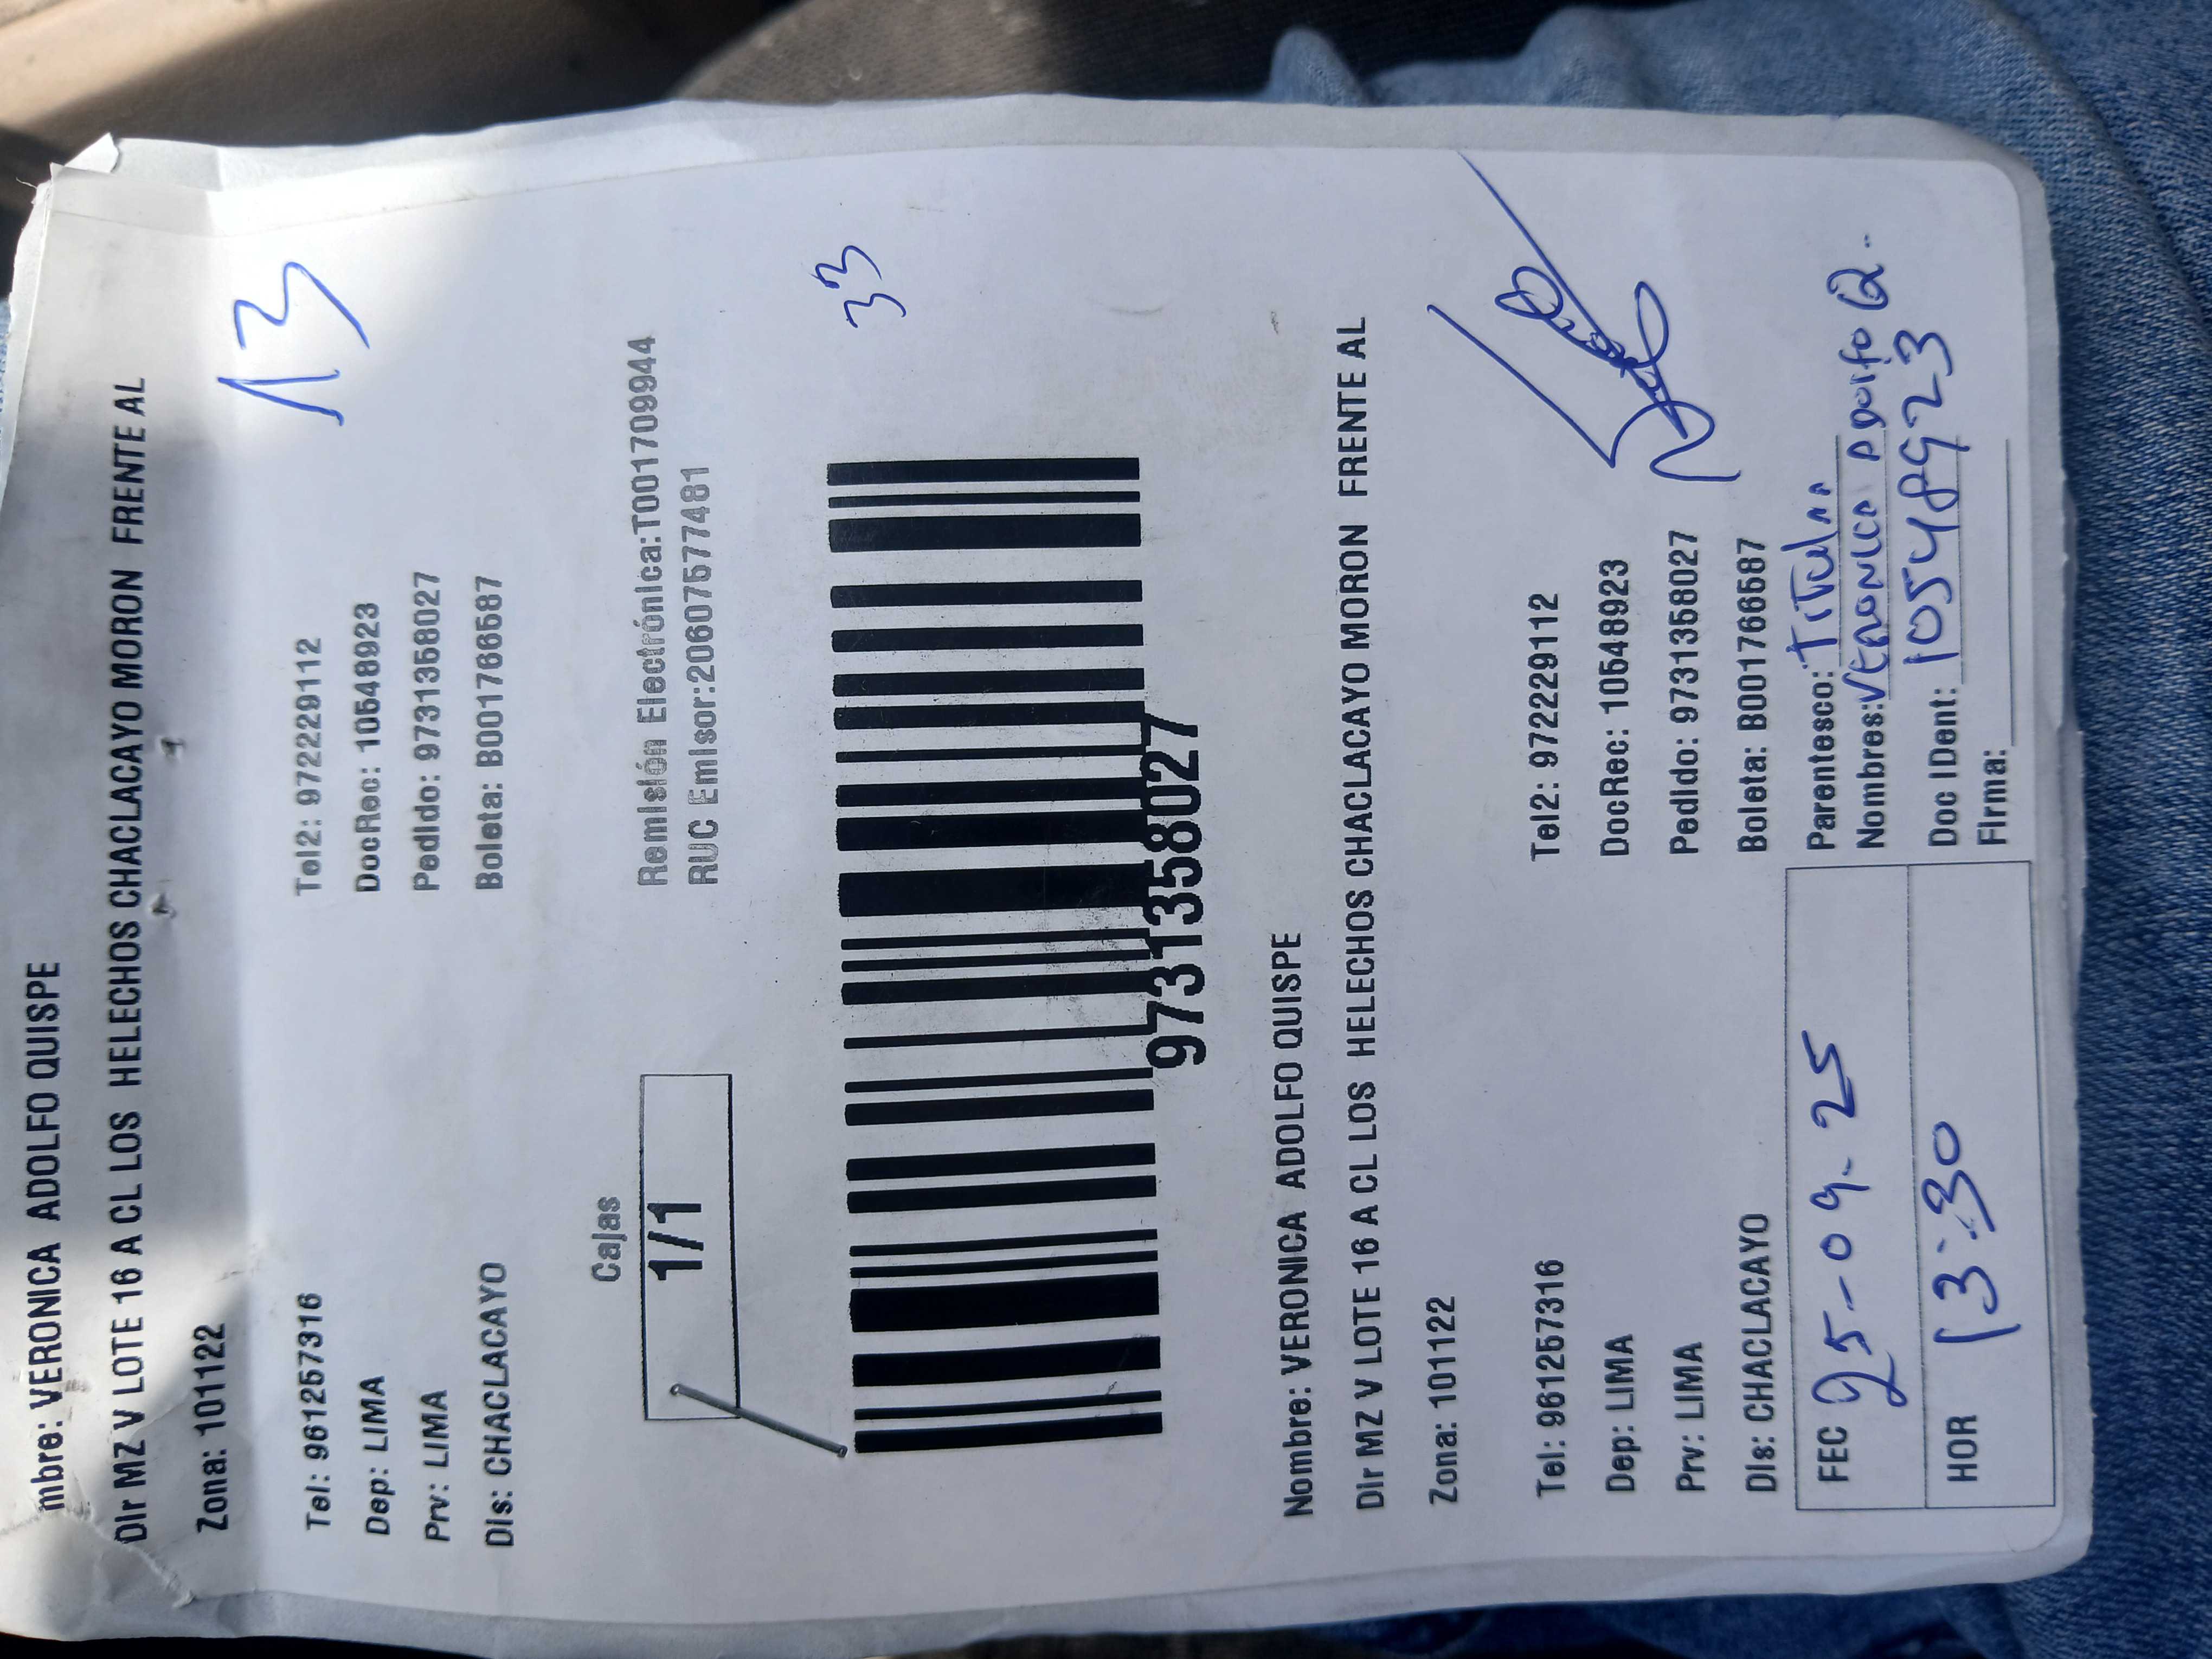 mbre: VERONICA ADOLFO QUISPE
Dir MZ V LOTE 16 A CL LOS HELECHOS CHACLACAYO MORON FRENTE AL
Zona: 101122
13
Tel: 961257316 Tel2: 972229112
Dep: LIMA DocRec: 10548923
Prv: LIMA Pedido: 9731358027
Dis: CHACLACAYO Boleta: B001766587
Cajas
1/1
Remisión Electrónica:T001709944
RUC Emisor:20607577481
33
9731358027
Nombre: VERONICA ADOLFO QUISPE
Dir MZ V LOTE 16 A CL LOS HELECHOS CHACLACAYO MORON FRENTE AL
Zona: 101122
Tel: 961257316 Tel2: 972229112
Dep: LIMA DocRec: 10548923
Prv: LIMA Pedido: 9731358027
Dis: CHACLACAYO Boleta: B001766587
FEC 25-09-25
HOR 13:30
Parentesco: Titular
Nombres: Veronica Adolfo Q.
Doc IDent: 10548923
Firma: